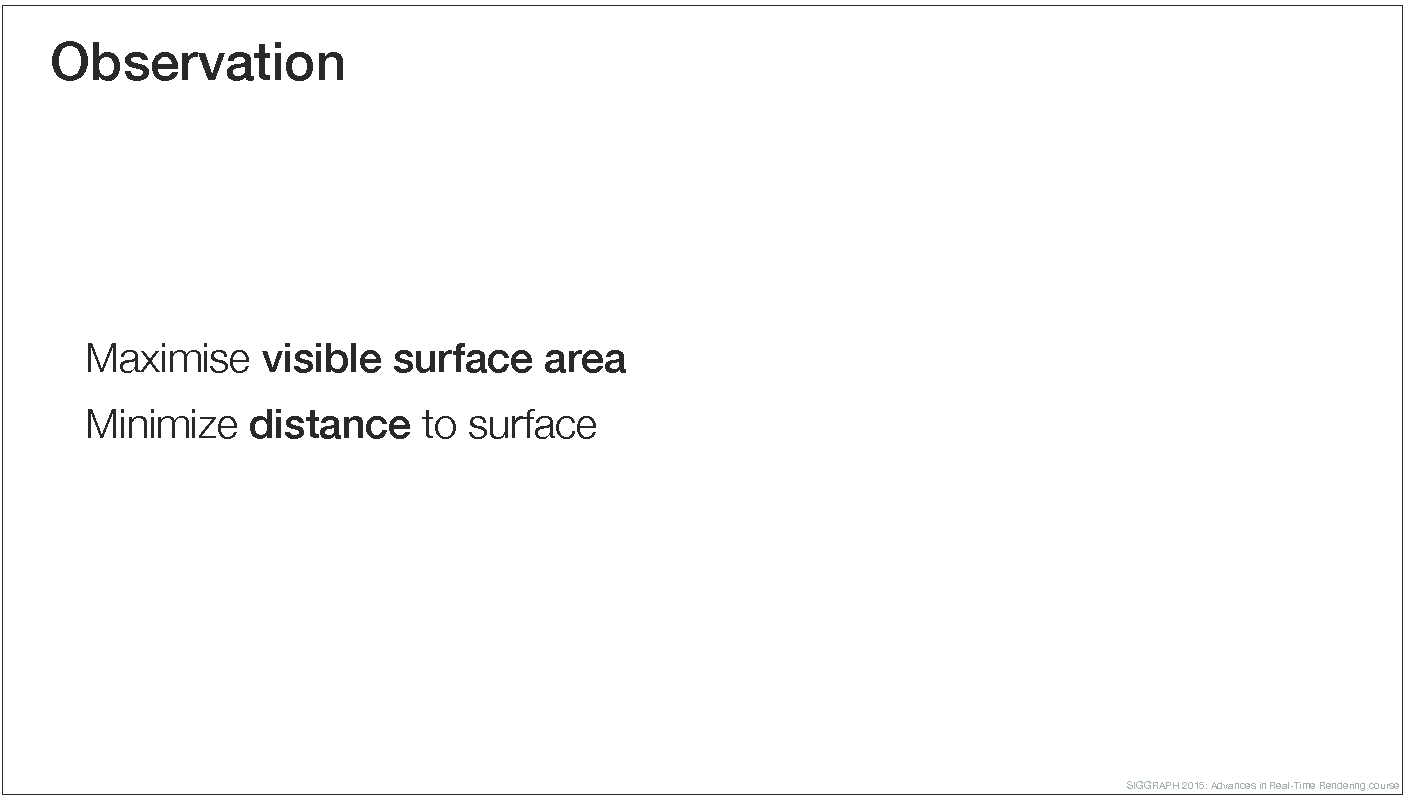 Observation
Maximise visible surface area
Minimize distance to surface
SIGGRAPH 2015: Advances in Real-Time Rendering course